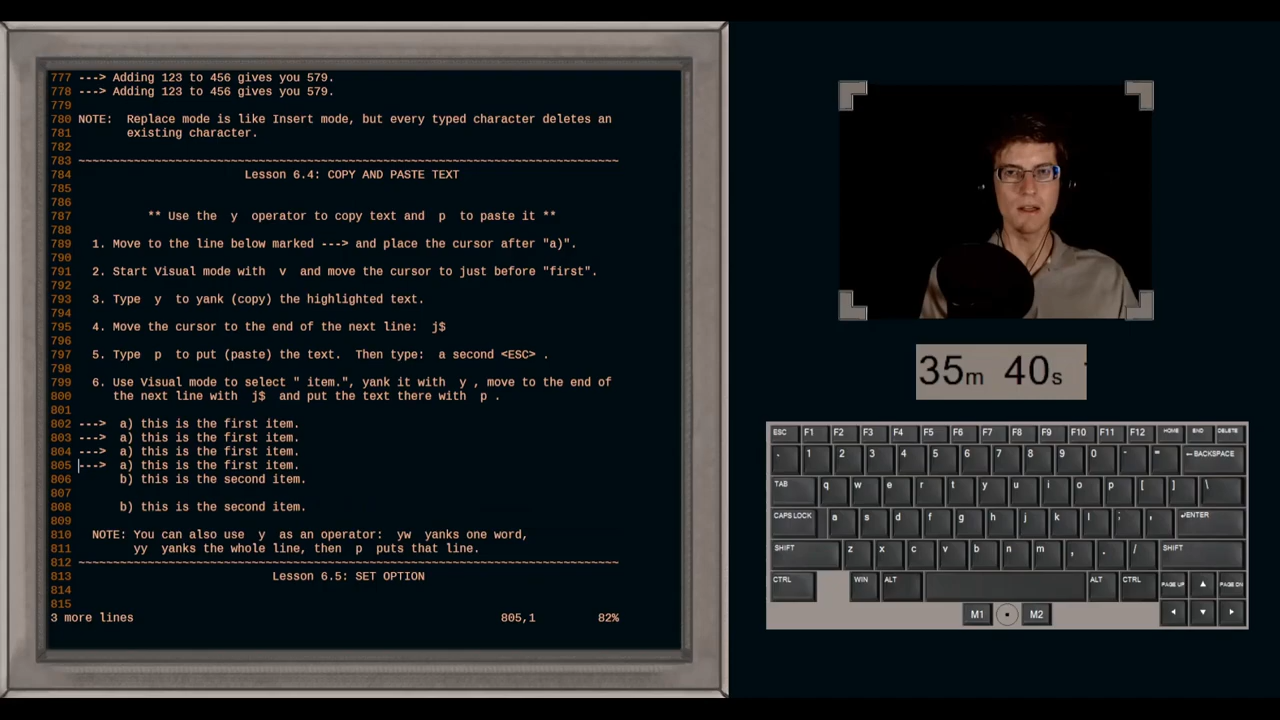 777 ---> Adding 123 to 456 gives you 579.
778 ---> Adding 123 to 456 gives you 579.
779
780 NOTE:  Replace mode is like Insert mode, but every typed character deletes an
781        existing character.
782
783 ~~~~~~~~~~~~~~~~~~~~~~~~~~~~~~~~~~~~~~~~~~~~~~~~~~~~~~~~~~~~~~~~~~~~~~~~~~~~~~
784                         Lesson 6.4: COPY AND PASTE TEXT
785
786
787           ** Use the  y  operator to copy text and  p  to paste it **
788
789   1. Move to the line below marked ---> and place the cursor after "a)".
790
791   2. Start Visual mode with  v  and move the cursor to just before "first".
792
793   3. Type  y  to yank (copy) the highlighted text.
794
795   4. Move the cursor to the end of the next line:  j$
796
797   5. Type  p  to put (paste) the text.  Then type:  a second <ESC> .
798
799   6. Use Visual mode to select " item.", yank it with  y , move to the end of
800      the next line with  j$  and put the text there with  p .
801
802 --->  a) this is the first item.
803 --->  a) this is the first item.
804 --->  a) this is the first item.
805 --->  a) this is the first item.
806       b) this is the second item.
807
808       b) this is the second item.
809
810   NOTE: You can also use  y  as an operator:  yw  yanks one word,
811         yy  yanks the whole line, then  p  puts that line.
812 ~~~~~~~~~~~~~~~~~~~~~~~~~~~~~~~~~~~~~~~~~~~~~~~~~~~~~~~~~~~~~~~~~~~~~~~~~~~~~~
813                             Lesson 6.5: SET OPTION
814
815
3 more lines 805,1 82%
35m 40s
ESC F1 F2 F3 F4 F5 F6 F7 F8 F9 F10 F11 F12 HOME END DELETE
1 2 3 4 5 6 7 8 9 0 - = ←BACKSPACE
TAB q w e r t y u i o p [ ] \
CAPS LOCK a s d f g h j k l ; ↵ENTER
SHIFT z x c v b n m , . / SHIFT
CTRL WIN ALT ALT CTRL PAGE UP ▲ PAGE DN
M1 M2 ◄ ▼ ►